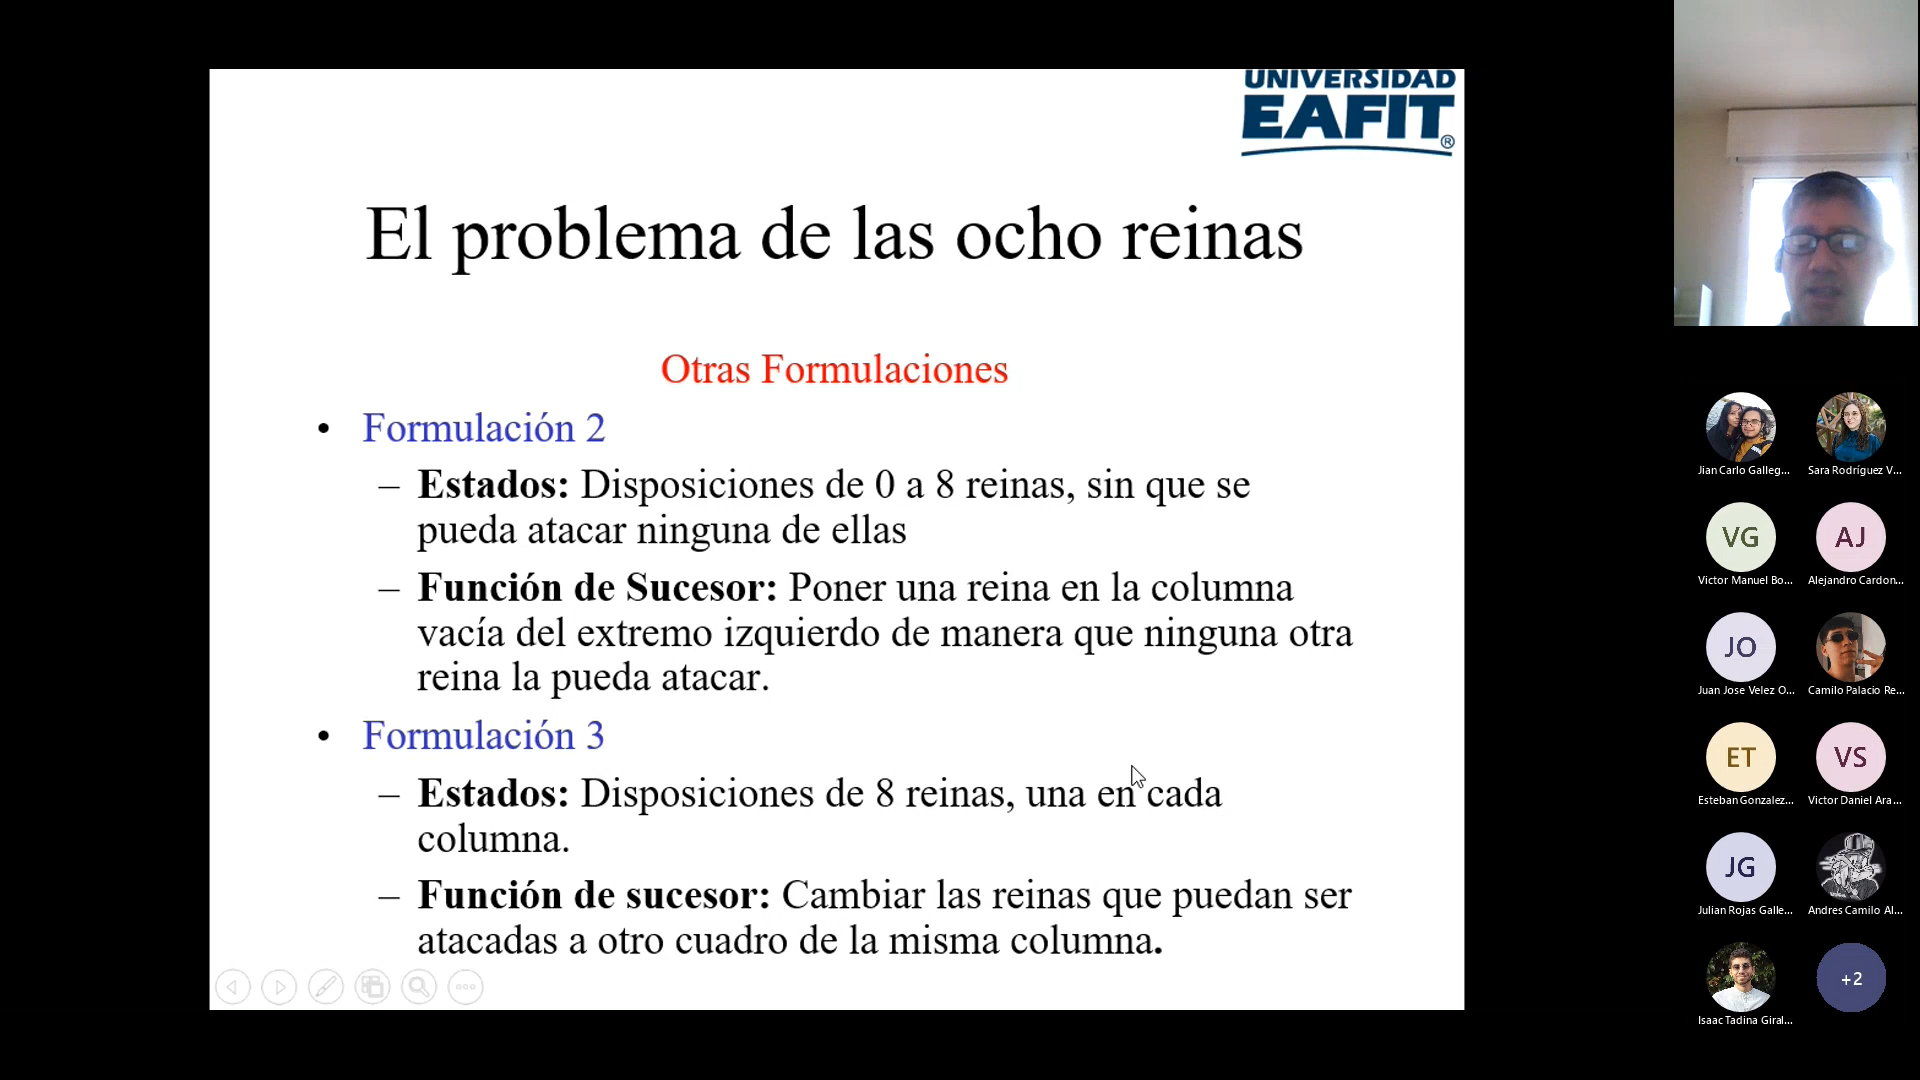 UNIVERSIDAD
EAFIT®
El problema de las ocho reinas
Otras Formulaciones
• Formulación 2
– Estados: Disposiciones de 0 a 8 reinas, sin que se
pueda atacar ninguna de ellas
– Función de Sucesor: Poner una reina en la columna
vacía del extremo izquierdo de manera que ninguna otra
reina la pueda atacar.
• Formulación 3
– Estados: Disposiciones de 8 reinas, una en cada
columna.
– Función de sucesor: Cambiar las reinas que puedan ser
atacadas a otro cuadro de la misma columna.
Jian Carlo Galleg...
Sara Rodríguez V...
VG
AJ
Victor Manuel Bo...
Alejandro Cardon...
JO
Juan Jose Velez O...
Camilo Palacio Re...
ET
VS
Esteban Gonzalez...
Victor Daniel Ara...
JG
Julian Rojas Galle...
Andres Camilo Al...
+2
Isaac Tadina Giral...